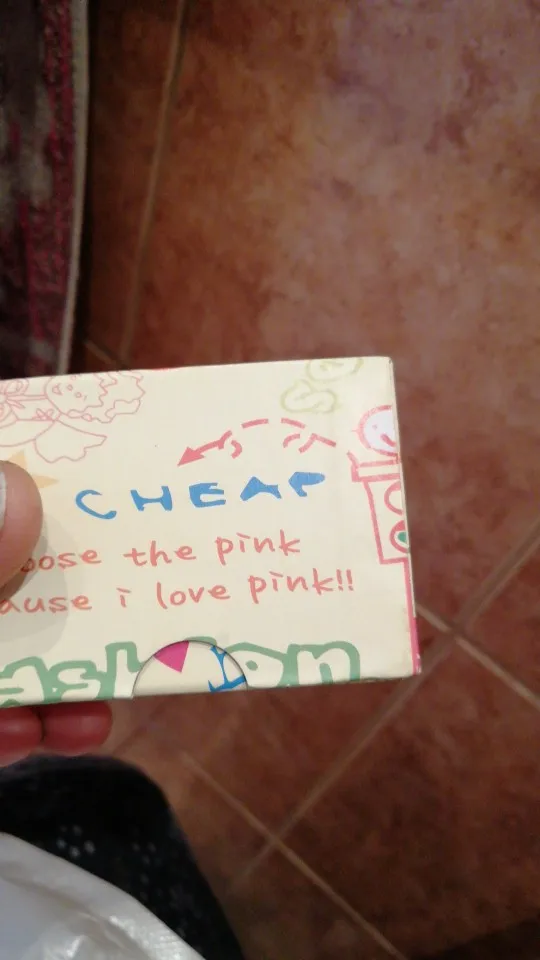 CHEAP
oose the pink
ause i love pink!!